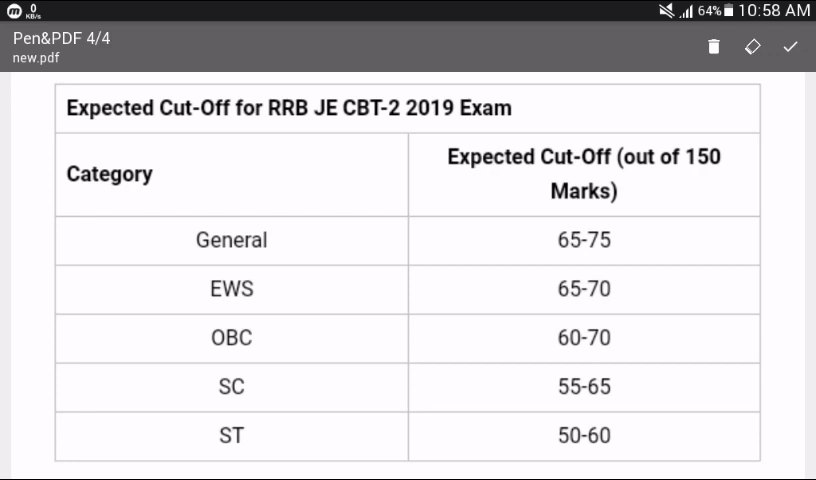 0
KB/s
64%
10:58 AM
Pen&PDF 4/4
new.pdf
Expected Cut-Off for RRB JE CBT-2 2019 Exam
Category
Expected Cut-Off (out of 150
Marks)
General 65-75
EWS 65-70
OBC 60-70
SC 55-65
ST 50-60